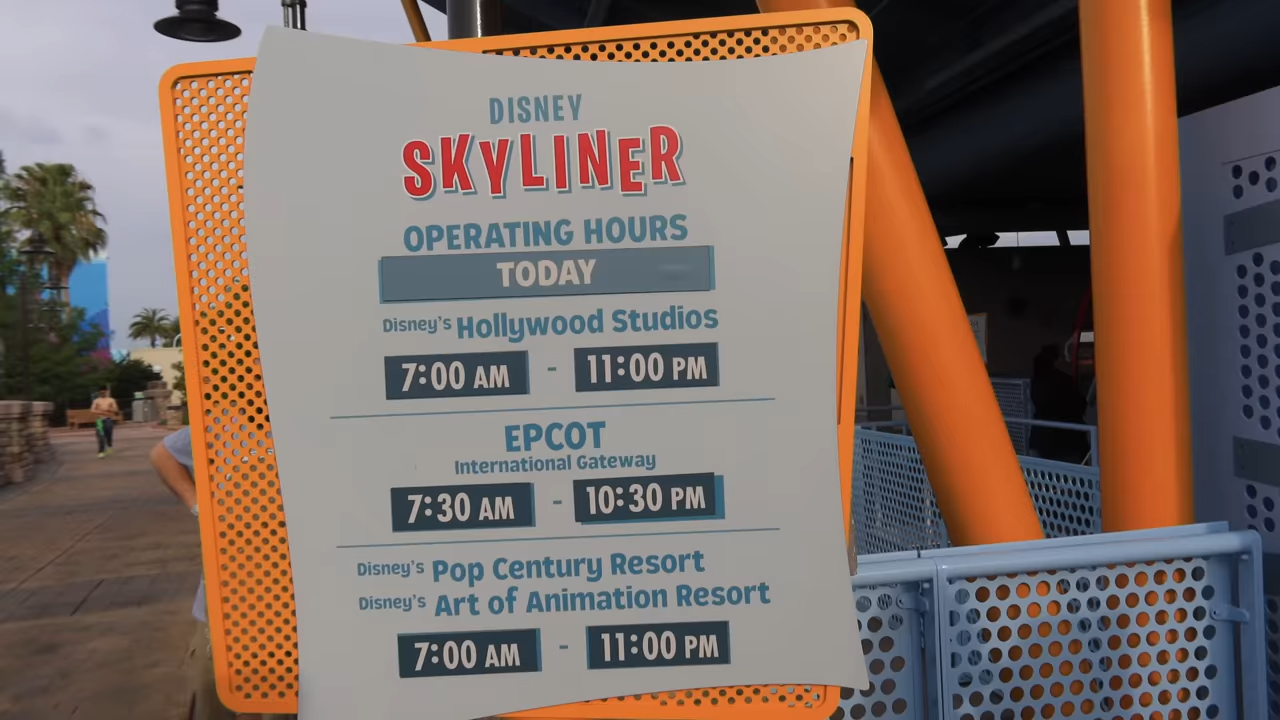 DISNEY
SKYLINER
OPERATING HOURS
TODAY
Disney's Hollywood Studios
7:00 AM - 11:00 PM
EPCOT
International Gateway
7:30 AM - 10:30 PM
Disney's Pop Century Resort
Disney's Art of Animation Resort
7:00 AM - 11:00 PM